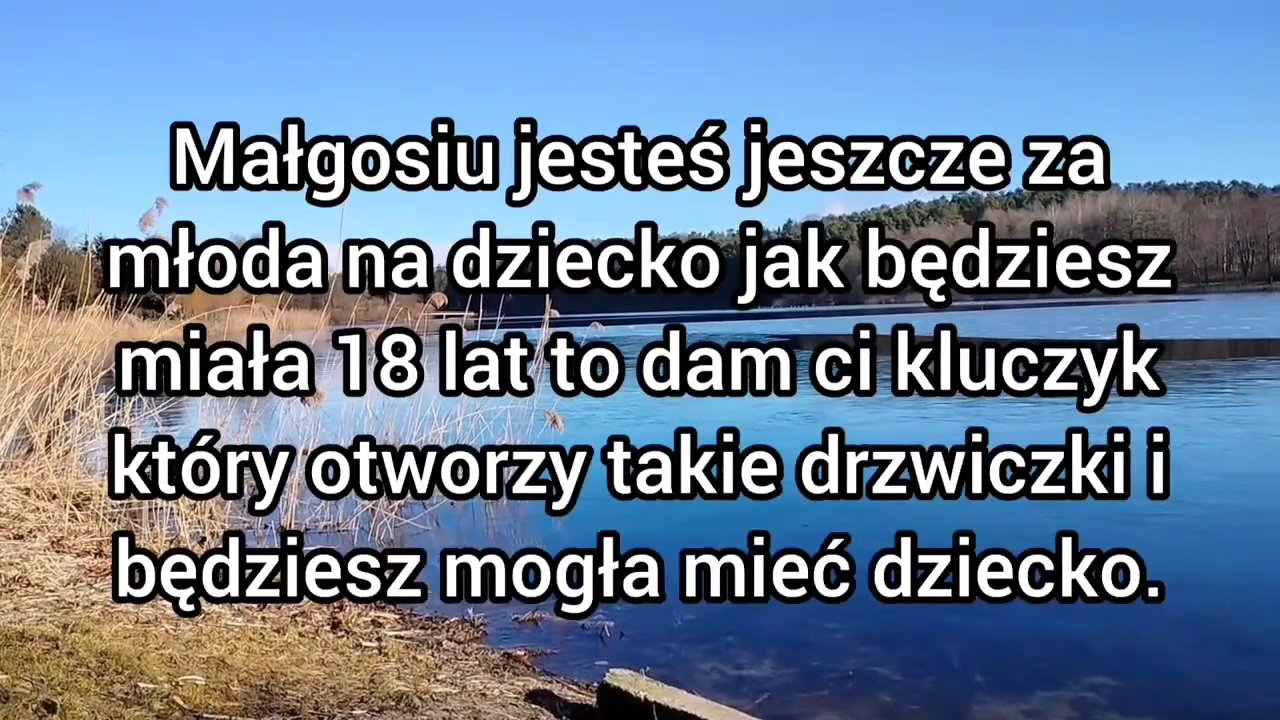 Małgosiu jesteś jeszcze za
młoda na dziecko jak będziesz
miała 18 lat to dam ci kluczyk
który otworzy takie drzwiczki i
będziesz mogła mieć dziecko.